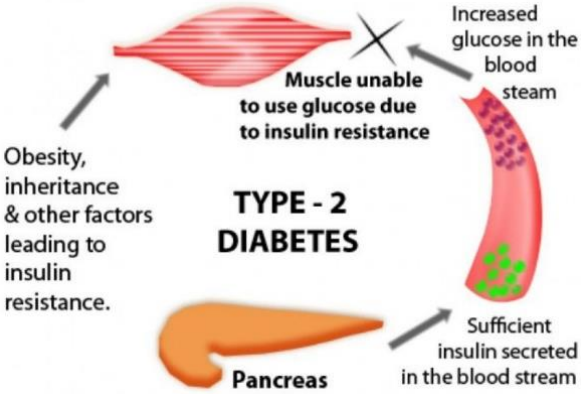 Increased
glucose in the
blood
steam
Muscle unable
to use glucose due
to insulin resistance
Obesity,
inheritance
& other factors
leading to
insulin
resistance.
TYPE - 2
DIABETES
Pancreas
Sufficient
insulin secreted
in the blood stream